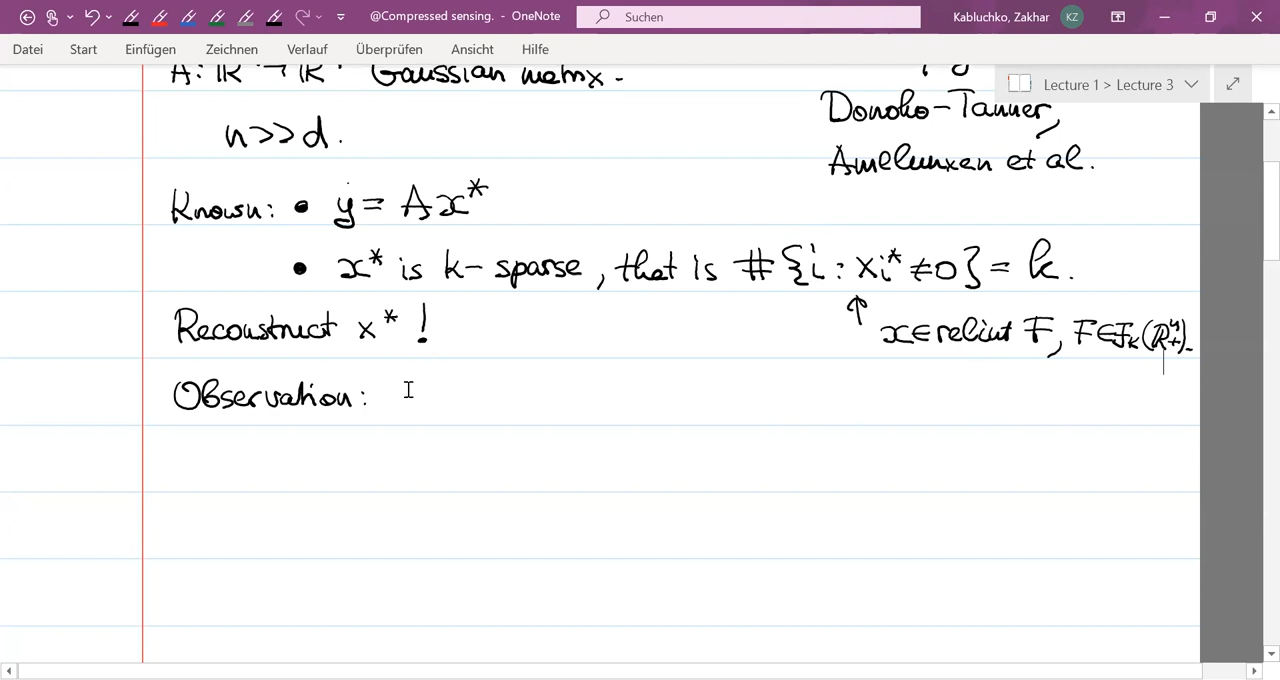 @Compressed sensing. - OneNote
Suchen
Kabluchko, Zakhar KZ
Datei Start Einfügen Zeichnen Verlauf Überprüfen Ansicht Hilfe
Lecture 1 > Lecture 3
Gaussian matrix.
n>>d.
Donoho-Tanner,
Amelunxen et al.
Known: • y = Ax*
• x* is k-sparse, that is #{i: xi* ≠0} = k.
Reconstruct x* !
↑ x∈relint F, F∈Fk(R+^n).
Observation: